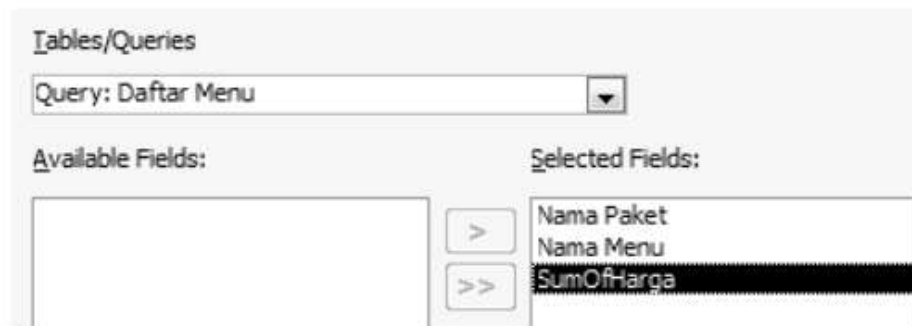 Tables/Queries
Query: Daftar Menu
Available Fields:
Selected Fields:
Nama Paket
>
Nama Menu
SumOfHarga
>>